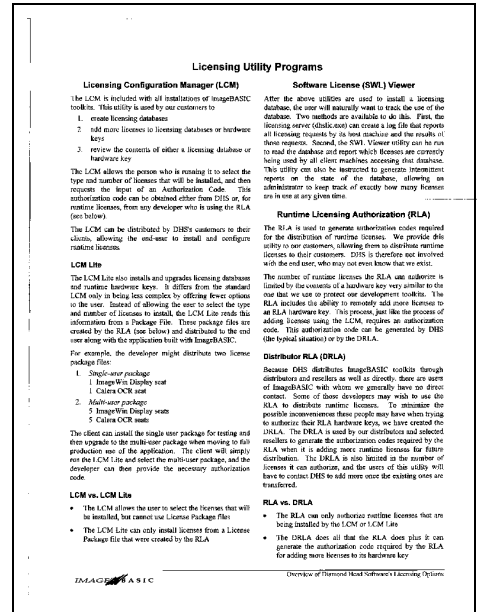 Licensing Utility Programs
Licensing Configuration Manager (LCM)
The LCM is included with all installations of ImageBASIC
toolkits. This utility is used by our customers to
1. create licensing databases
2. add more licenses to licensing databases or hardware
keys
3. review the contents of either a licensing database or
hardware key
The LCM allows the person who is running it to select the
type and number of licenses that will be installed, and then
requests the input of an Authorization Code. This
authorization code can be obtained either from DHS or, for
runtime licenses, from any developer who is using the RLA
(see below).
The LCM can be distributed by DHS's customers to their
clients, allowing the end-user to install and configure
runtime licenses.
LCM Lite
The LCM Lite also installs and upgrades licensing databases
and runtime hardware keys. It differs from the standard
LCM only in being less complex by offering fewer options
to the user. Instead of allowing the user to select the type
and number of licenses to install, the LCM Lite reads this
information from a Package File. These package files are
created by the RLA (see below) and distributed to the end
user along with the application built with ImageBASIC.
For example, the developer might distribute two license
package files:
1. Single-user package
1 ImageWin Display seat
1 Calera OCR seat
2. Multi-user package
5 ImageWin Display seats
5 Calera OCR seats
The client can install the single user package for testing and
then upgrade to the multi-user package when moving to full
production use of the application. The client will simply
run the LCM Lite and select the multi-user package, and the
developer can then provide the necessary authorization
code.
LCM vs. LCM Lite
• The LCM allows the user to select the licenses that will
be installed, but cannot use License Package files
• The LCM Lite can only install licenses from a License
Package file that were created by the RLA
Software License (SWL) Viewer
After the above utilities are used to install a licensing
database, the user will naturally want to track the use of the
database. Two methods are available to do this. First, the
licensing server (dhslic.exe) can create a log file that reports
all licensing requests by its host machine and the results of
those requests. Second, the SWL Viewer utility can be run
to read the database and report which licenses are currently
being used by all client machines accessing that database.
This utility can also be instructed to generate intermittent
reports on the state of the database, allowing an
administrator to keep track of exactly how many licenses
are in use at any given time.
Runtime Licensing Authorization (RLA)
The RLA is used to generate authorization codes required
for the distribution of runtime licenses. We provide this
utility to our customers, allowing them to distribute runtime
licenses to their customers. DHS is therefore not involved
with the end user, who may not even know that we exist.
The number of runtime licenses the RLA can authorize is
limited by the contents of a hardware key very similar to the
one that we use to protect our development toolkits. The
RLA includes the ability to remotely add more licenses to
an RLA hardware key. This process, just like the process of
adding licenses using the LCM, requires an authorization
code. This authorization code can be generated by DHS
(the typical situation) or by the DRLA.
Distributor RLA (DRLA)
Because DHS distributes ImageBASIC toolkits through
distributors and resellers as well as directly, there are users
of ImageBASIC with whom we generally have no direct
contact. Some of those developers may wish to use the
RLA to distribute runtime licenses. To minimize the
possible inconvenience these people may have when trying
to authorize their RLA hardware keys, we have created the
DRLA. The DRLA is used by our distributors and selected
resellers to generate the authorization codes required by the
RLA when it is adding more runtime licenses for future
distribution. The DRLA is also limited in the number of
licenses it can authorize, and the users of this utility will
have to contact DHS to add more once the existing ones are
transferred.
RLA vs. DRLA
• The RLA can only authorize runtime licenses that are
being installed by the LCM or LCM Lite
• The DRLA does all that the RLA does plus it can
generate the authorization code required by the RLA
for adding more licenses to its hardware key
IMAGE BASIC
Overview of Diamond Head Software's Licensing Options